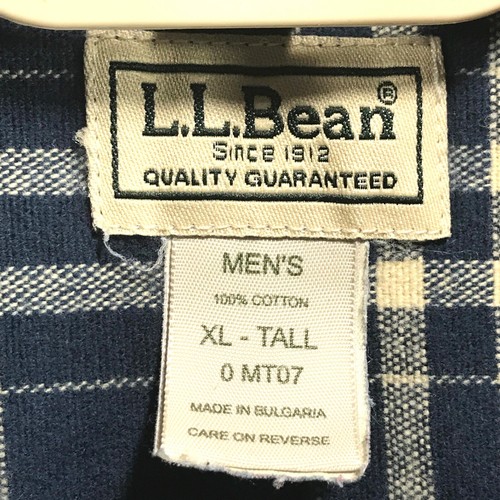 L.L.Bean®
Since 1912
QUALITY GUARANTEED
MEN'S
100% COTTON
XL - TALL
0 MT07
MADE IN BULGARIA
CARE ON REVERSE